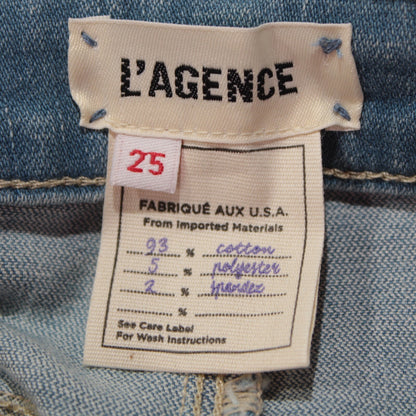 L'AGENCE
25
FABRIQUÉ AUX U.S.A.
From Imported Materials
93 % cotton
5 % polyester
2 % spandex
%
See Care Label
For Wash Instructions